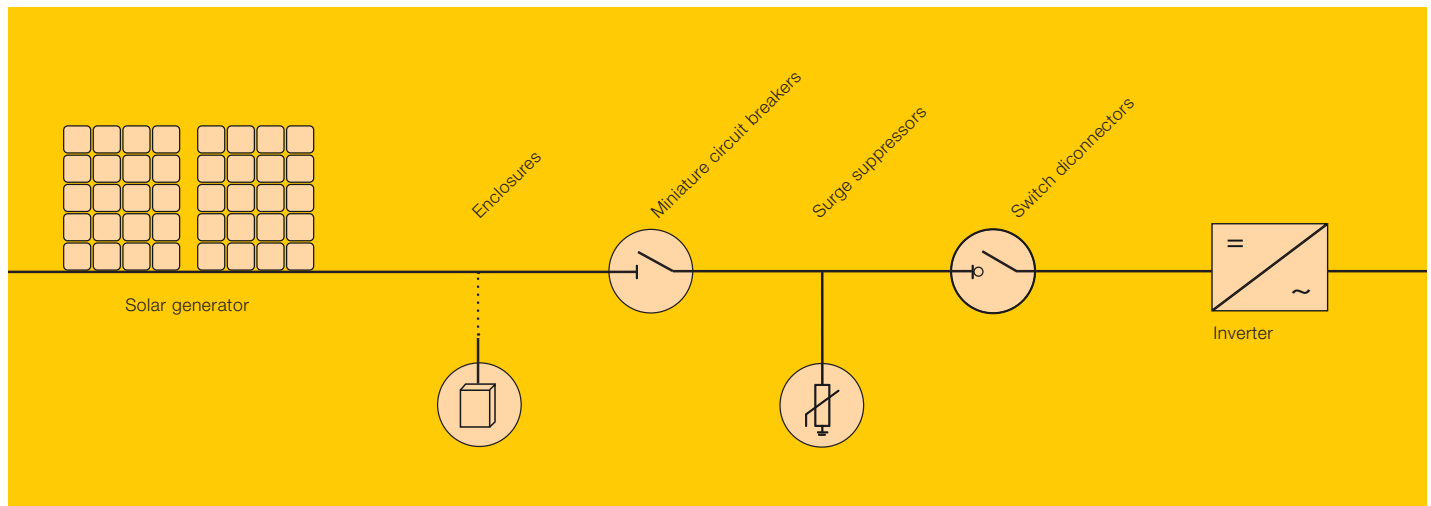 Enclosures
Miniature circuit breakers
Surge suppressors
Switch diconnectors
Solar generator
Inverter